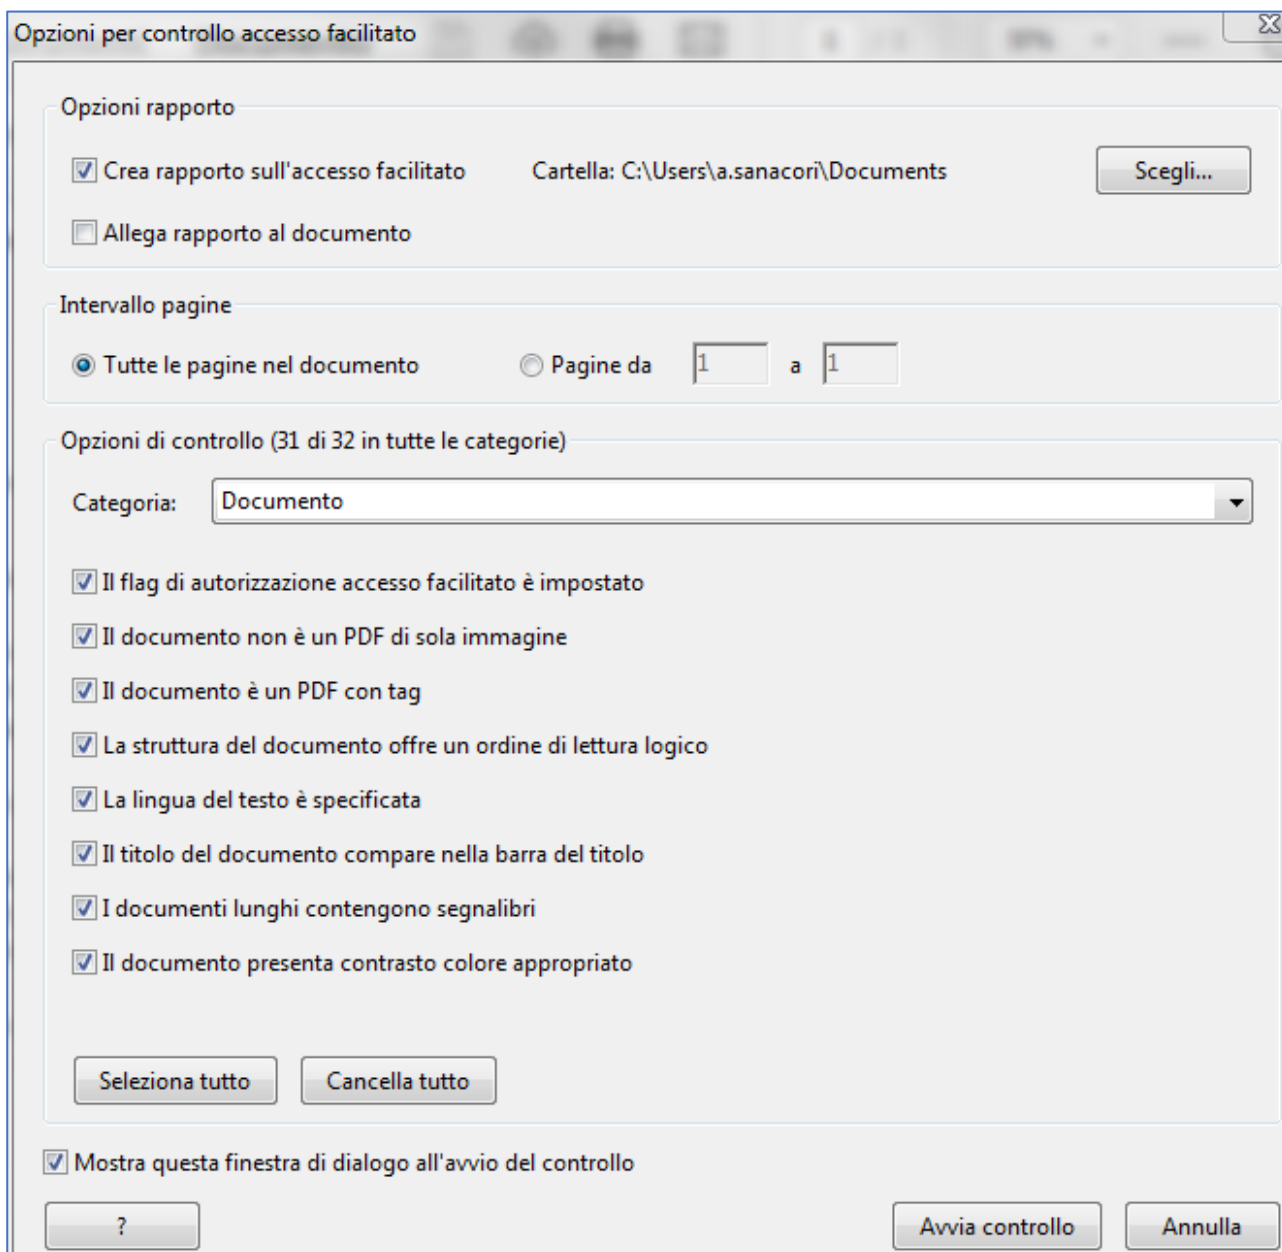 Opzioni per controllo accesso facilitato
Opzioni rapporto
Crea rapporto sull'accesso facilitato Cartella: C:\Users\a.sanacori\Documents Scegli...
Allega rapporto al documento
Intervallo pagine
Tutte le pagine nel documento Pagine da 1 a 1
Opzioni di controllo (31 di 32 in tutte le categorie)
Categoria: Documento
Il flag di autorizzazione accesso facilitato è impostato
Il documento non è un PDF di sola immagine
Il documento è un PDF con tag
La struttura del documento offre un ordine di lettura logico
La lingua del testo è specificata
Il titolo del documento compare nella barra del titolo
I documenti lunghi contengono segnalibri
Il documento presenta contrasto colore appropriato
Seleziona tutto Cancella tutto
Mostra questa finestra di dialogo all'avvio del controllo
? Avvia controllo Annulla